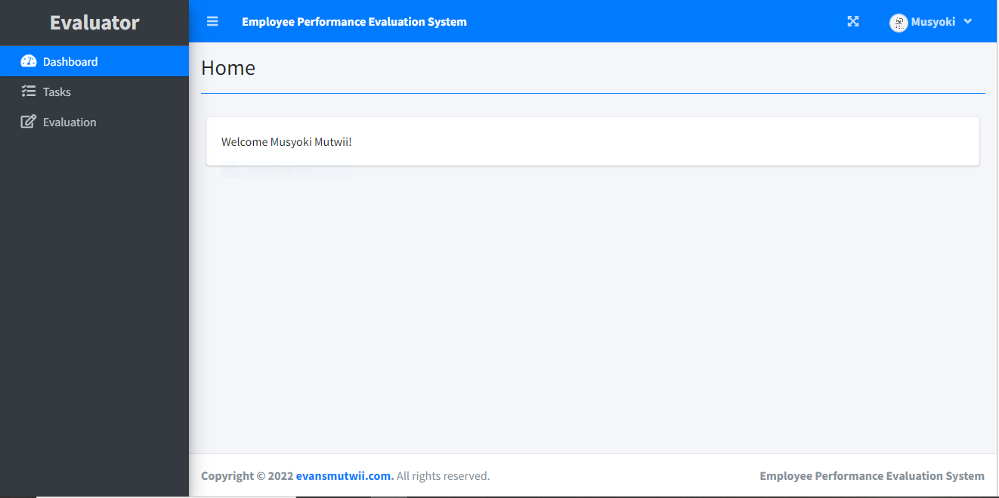 Evaluator
Employee Performance Evaluation System
Musyoki
Dashboard
Tasks
Evaluation
Home
Welcome Musyoki Mutwii!
Copyright © 2022 evansmutwii.com. All rights reserved.
Employee Performance Evaluation System